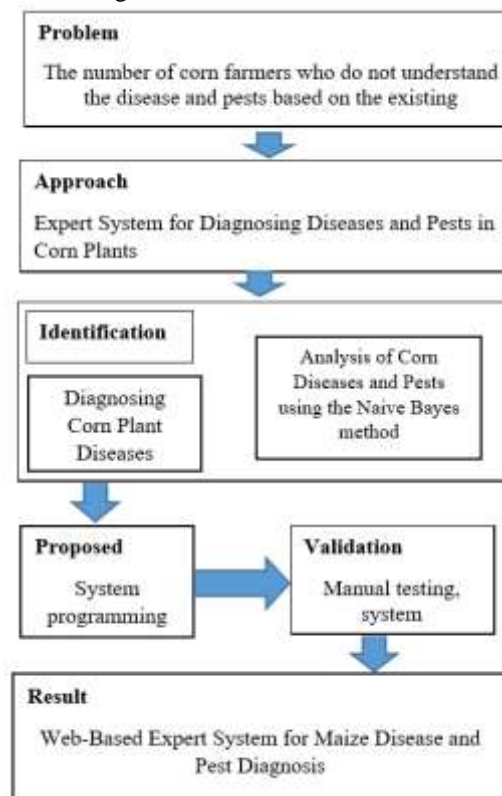 Problem
The number of corn farmers who do not understand
the disease and pests based on the existing
Approach
Expert System for Diagnosing Diseases and Pests in
Corn Plants
Identification
Diagnosing
Corn Plant
Diseases
Analysis of Corn
Diseases and Pests
using the Naive Bayes
method
Proposed
System
programming
Validation
Manual testing,
system
Result
Web-Based Expert System for Maize Disease and
Pest Diagnosis